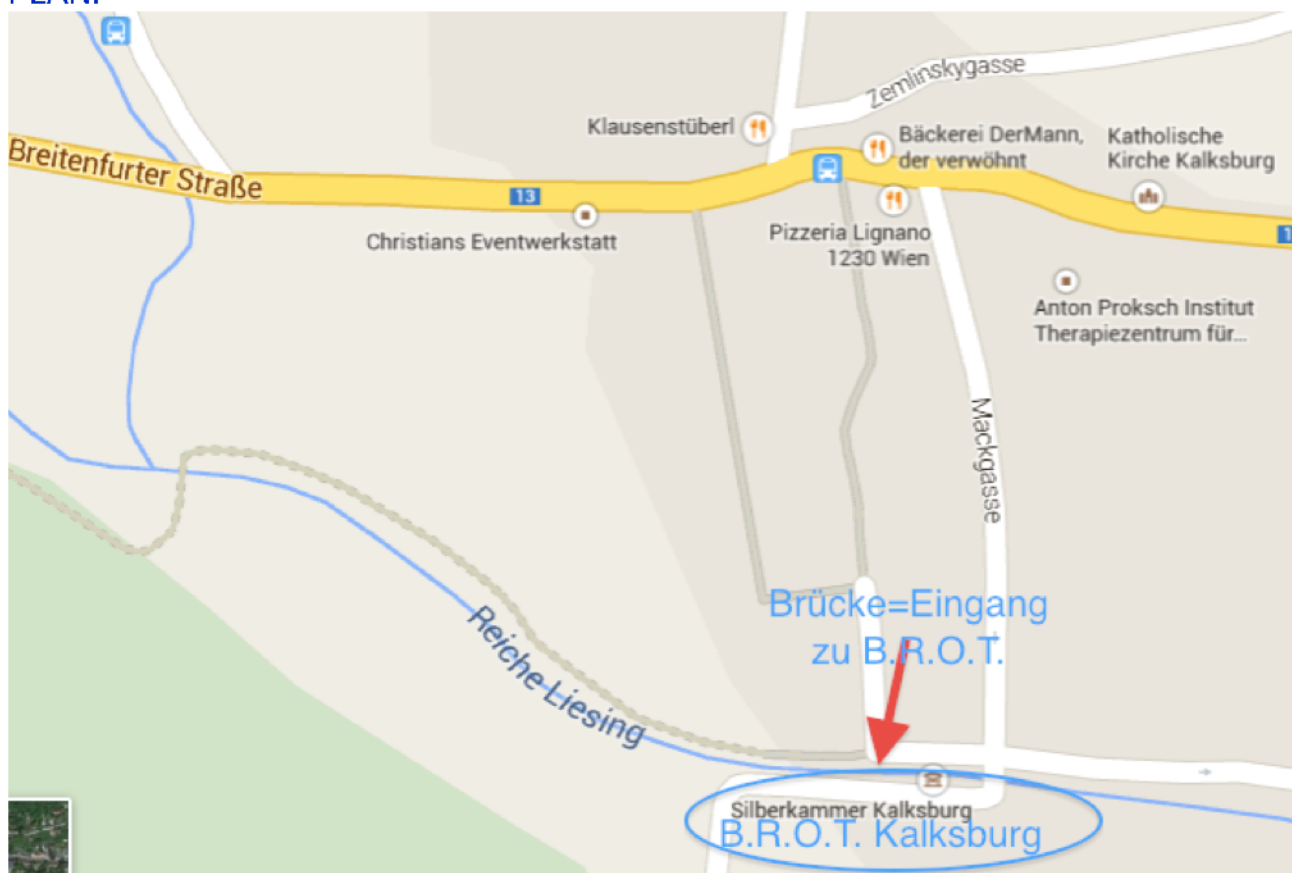 PLAN:
Zemlinskygasse
Klausenstüberl
Bäckerei DerMann,
der verwöhnt
Katholische
Kirche Kalksburg
Breitenfurter Straße
13
Christians Eventwerkstatt
Pizzeria Lignano
1230 Wien
Anton Proksch Institut
Therapiezentrum für...
Mackgasse
Brücke=Eingang
zu B.R.O.T.
Reiche Liesing
Silberkammer Kalksburg
B.R.O.T. Kalksburg